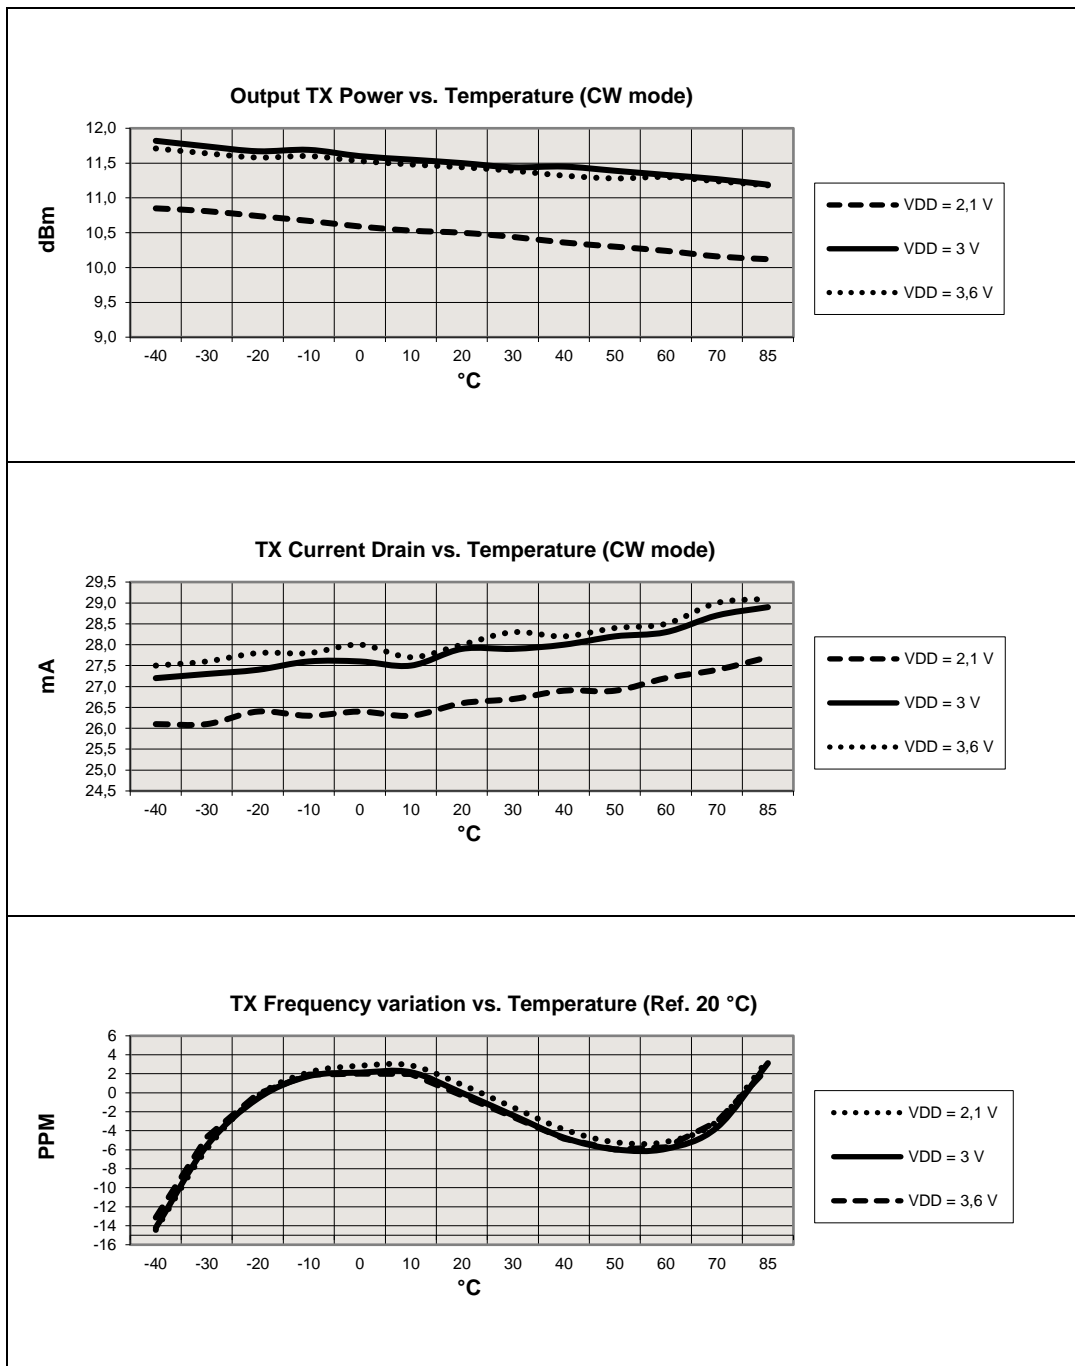 Output TX Power vs. Temperature (CW mode)
12,0
11,5
11,0
10,5
10,0
9,5
9,0
dBm
-40 -30 -20 -10 0 10 20 30 40 50 60 70 85
°C
VDD = 2,1 V
VDD = 3 V
VDD = 3,6 V
TX Current Drain vs. Temperature (CW mode)
29,5
29,0
28,5
28,0
27,5
27,0
26,5
26,0
25,5
25,0
24,5
mA
-40 -30 -20 -10 0 10 20 30 40 50 60 70 85
°C
VDD = 2,1 V
VDD = 3 V
VDD = 3,6 V
TX Frequency variation vs. Temperature (Ref. 20 °C)
6
4
2
0
-2
-4
-6
-8
-10
-12
-14
-16
PPM
-40 -30 -20 -10 0 10 20 30 40 50 60 70 85
°C
VDD = 2,1 V
VDD = 3 V
VDD = 3,6 V